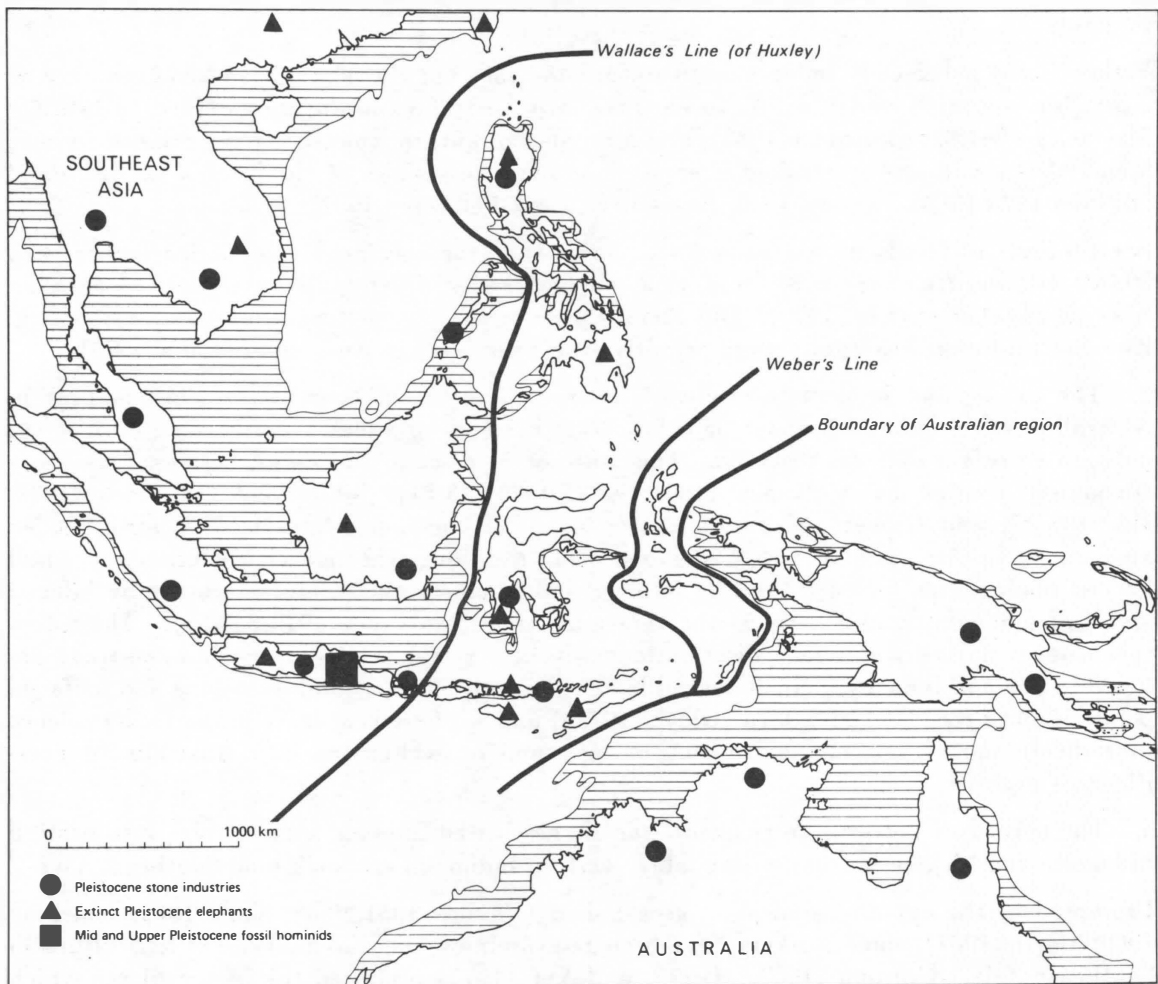 Wallace's Line (of Huxley)
SOUTHEAST
ASIA
Weber's Line
Boundary of Australian region
0 1000 km
Pleistocene stone industries
Extinct Pleistocene elephants
Mid and Upper Pleistocene fossil hominids
AUSTRALIA